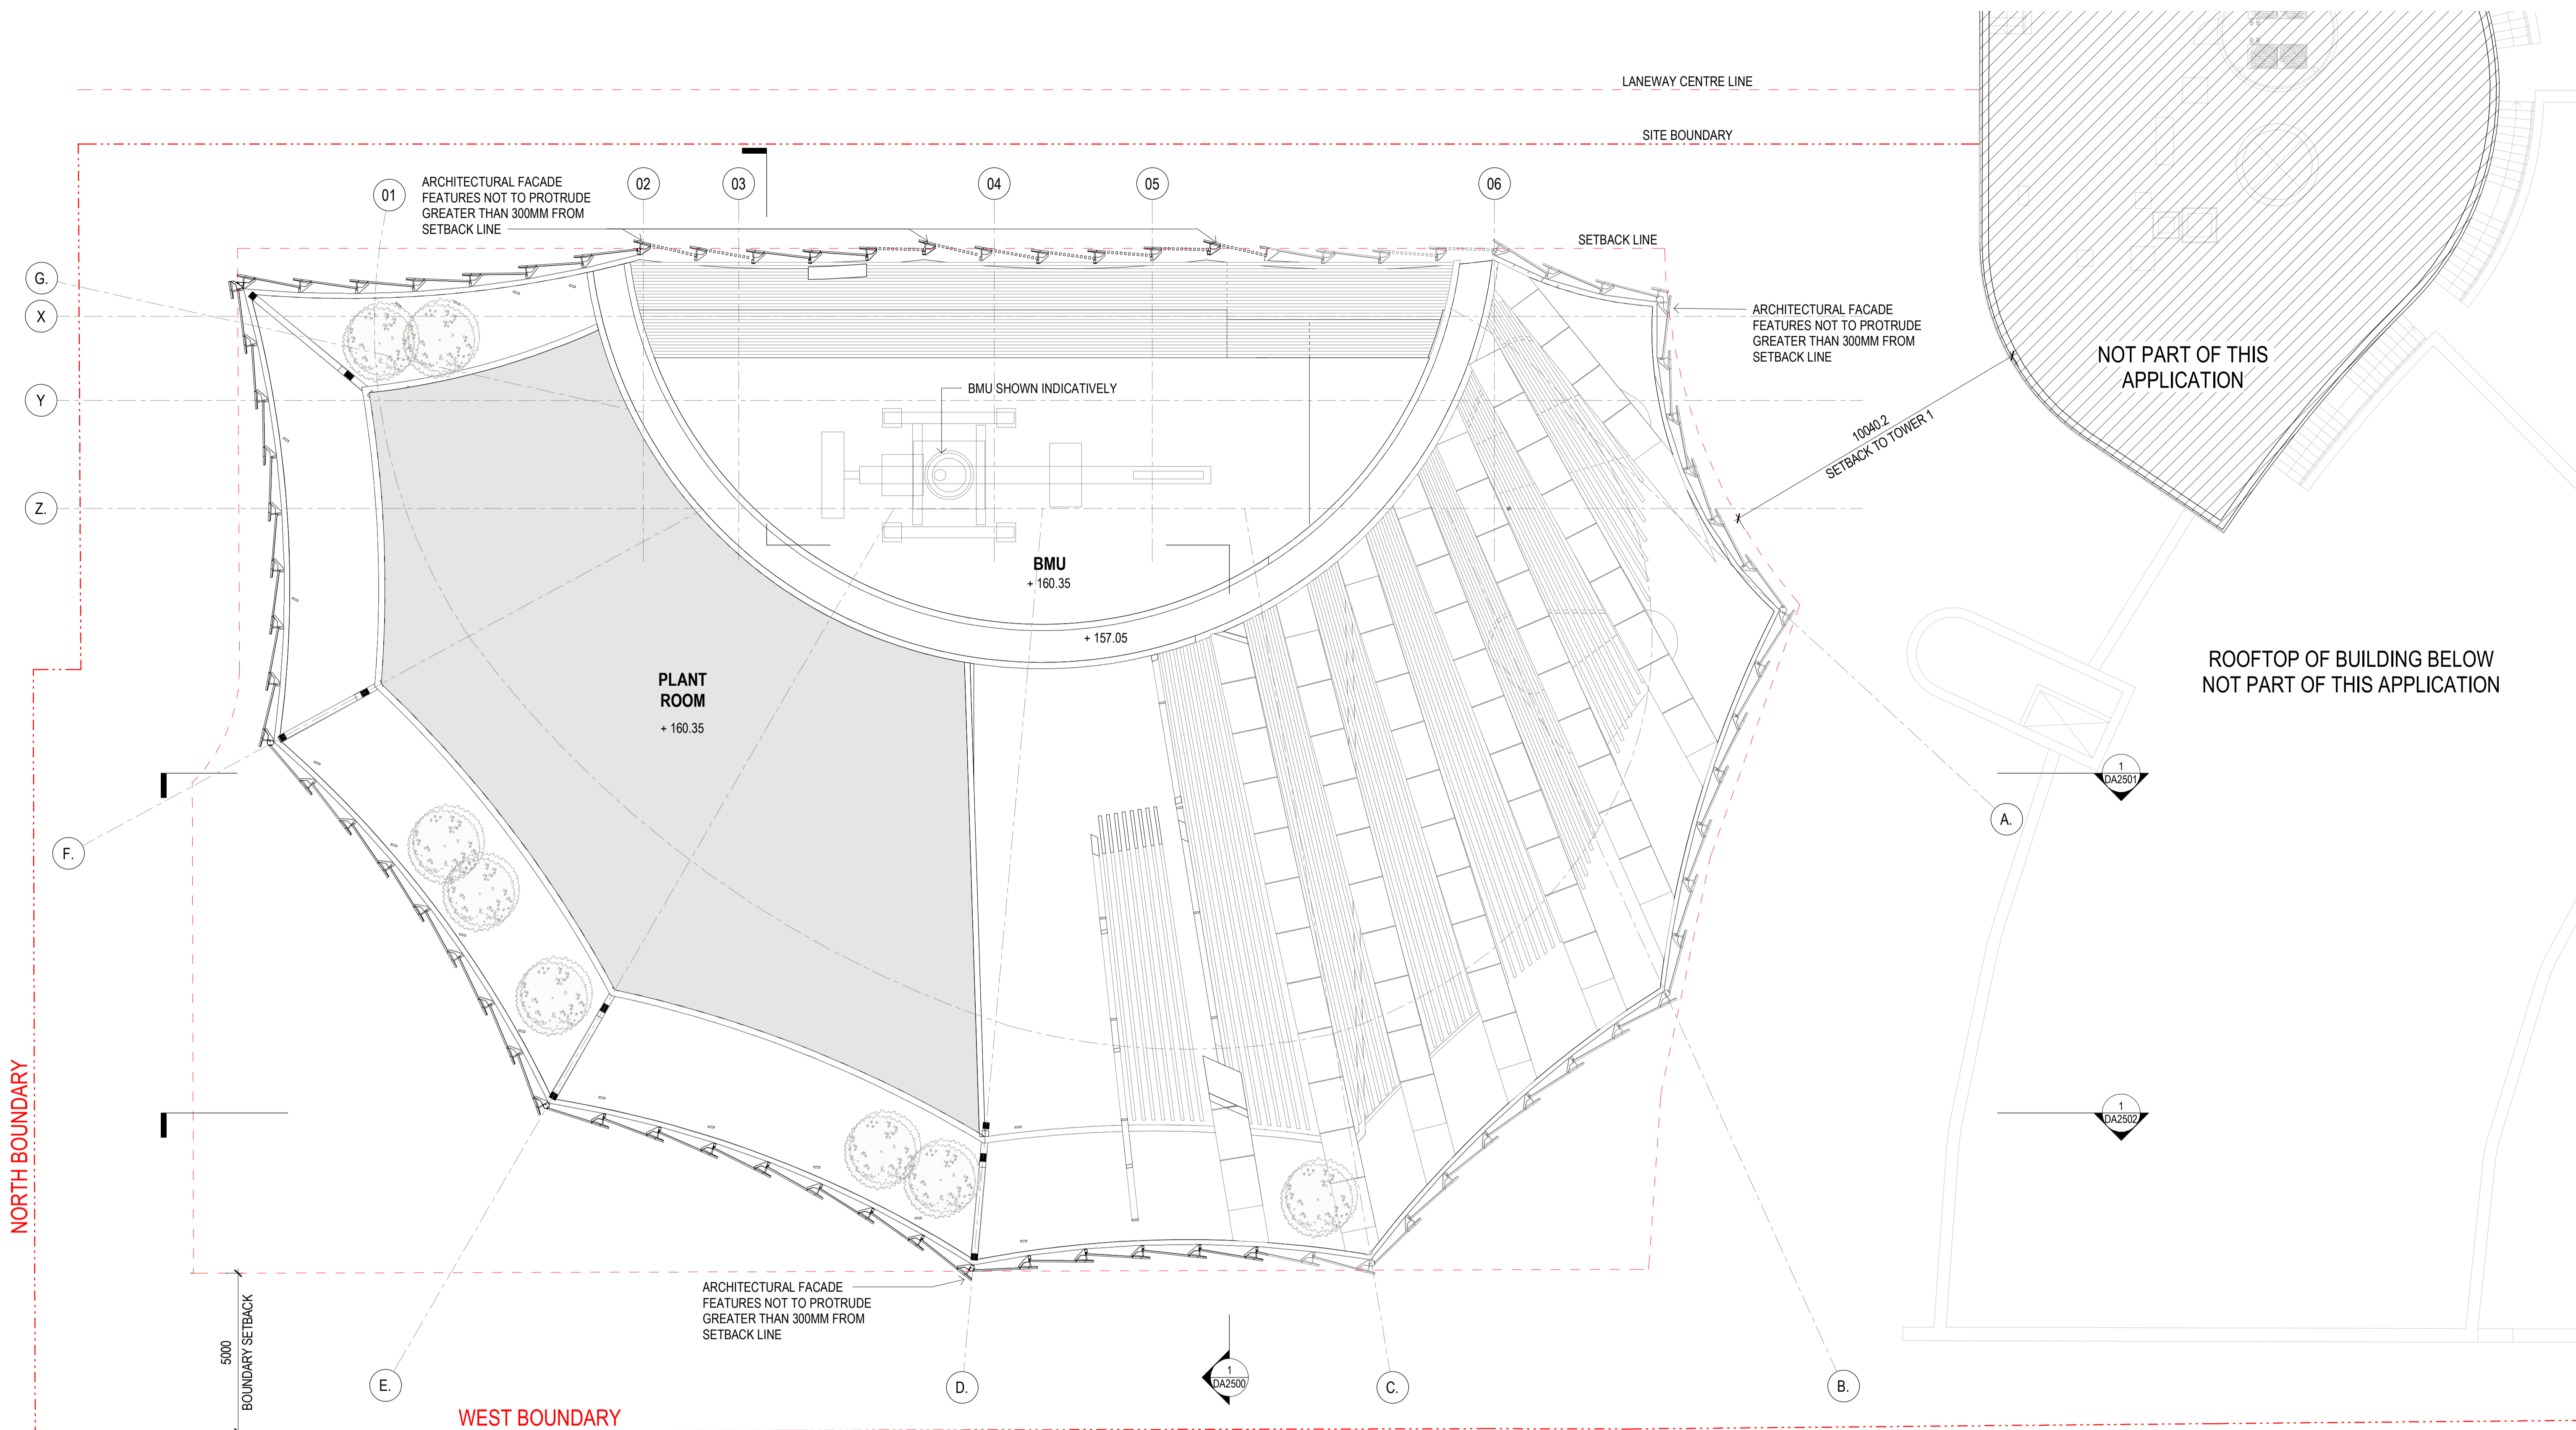 LANEWAY CENTRE LINE
SITE BOUNDARY
01
ARCHITECTURAL FACADE
FEATURES NOT TO PROTRUDE
GREATER THAN 300MM FROM
SETBACK LINE
02
03
04
05
06
SETBACK LINE
G.
X
Y
Z.
ARCHITECTURAL FACADE
FEATURES NOT TO PROTRUDE
GREATER THAN 300MM FROM
SETBACK LINE
NOT PART OF THIS
APPLICATION
BMU SHOWN INDICATIVELY
10040.2
SETBACK TO TOWER 1
BMU
+ 160.35
+ 157.05
PLANT
ROOM
+ 160.35
ROOFTOP OF BUILDING BELOW
NOT PART OF THIS APPLICATION
1
DA2501
A.
F.
1
DA2502
NORTH BOUNDARY
ARCHITECTURAL FACADE
FEATURES NOT TO PROTRUDE
GREATER THAN 300MM FROM
SETBACK LINE
5000
BOUNDARY SETBACK
E.
D.
1
DA2500
C.
B.
WEST BOUNDARY